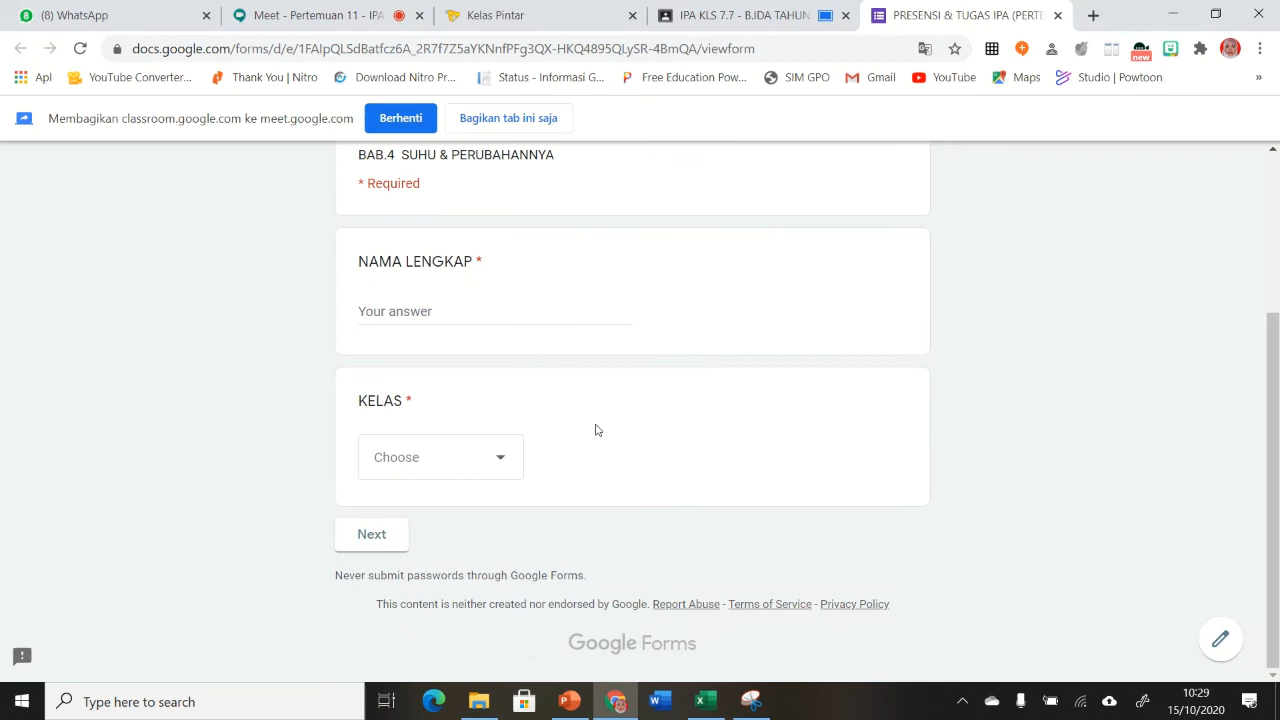 (8) WhatsApp
Meet - Pertemuan 11 - IPA
Kelas Pintar
IPA KLS 7.7 - B.IDA TAHUN
PRESENSI & TUGAS IPA (PERTE
docs.google.com/forms/d/e/1FAIpQLSdBatfcz6A_2R7f7Z5aYKNnfPFg3QX-HKQ4895QLySR-4BmQA/viewform
new
Apl
YouTube Converter...
Thank You | Nitro
Download Nitro Pr...
Status - Informasi G...
Free Education Pow...
SIM GPO
Gmail
YouTube
Maps
Studio | Powtoon
»
Membagikan classroom.google.com ke meet.google.com
Berhenti
Bagikan tab ini saja
BAB.4 SUHU & PERUBAHANNYA
* Required
NAMA LENGKAP *
Your answer
KELAS *
Choose
Next
Never submit passwords through Google Forms.
This content is neither created nor endorsed by Google. Report Abuse - Terms of Service - Privacy Policy
Google Forms
Type here to search
10:29
15/10/2020